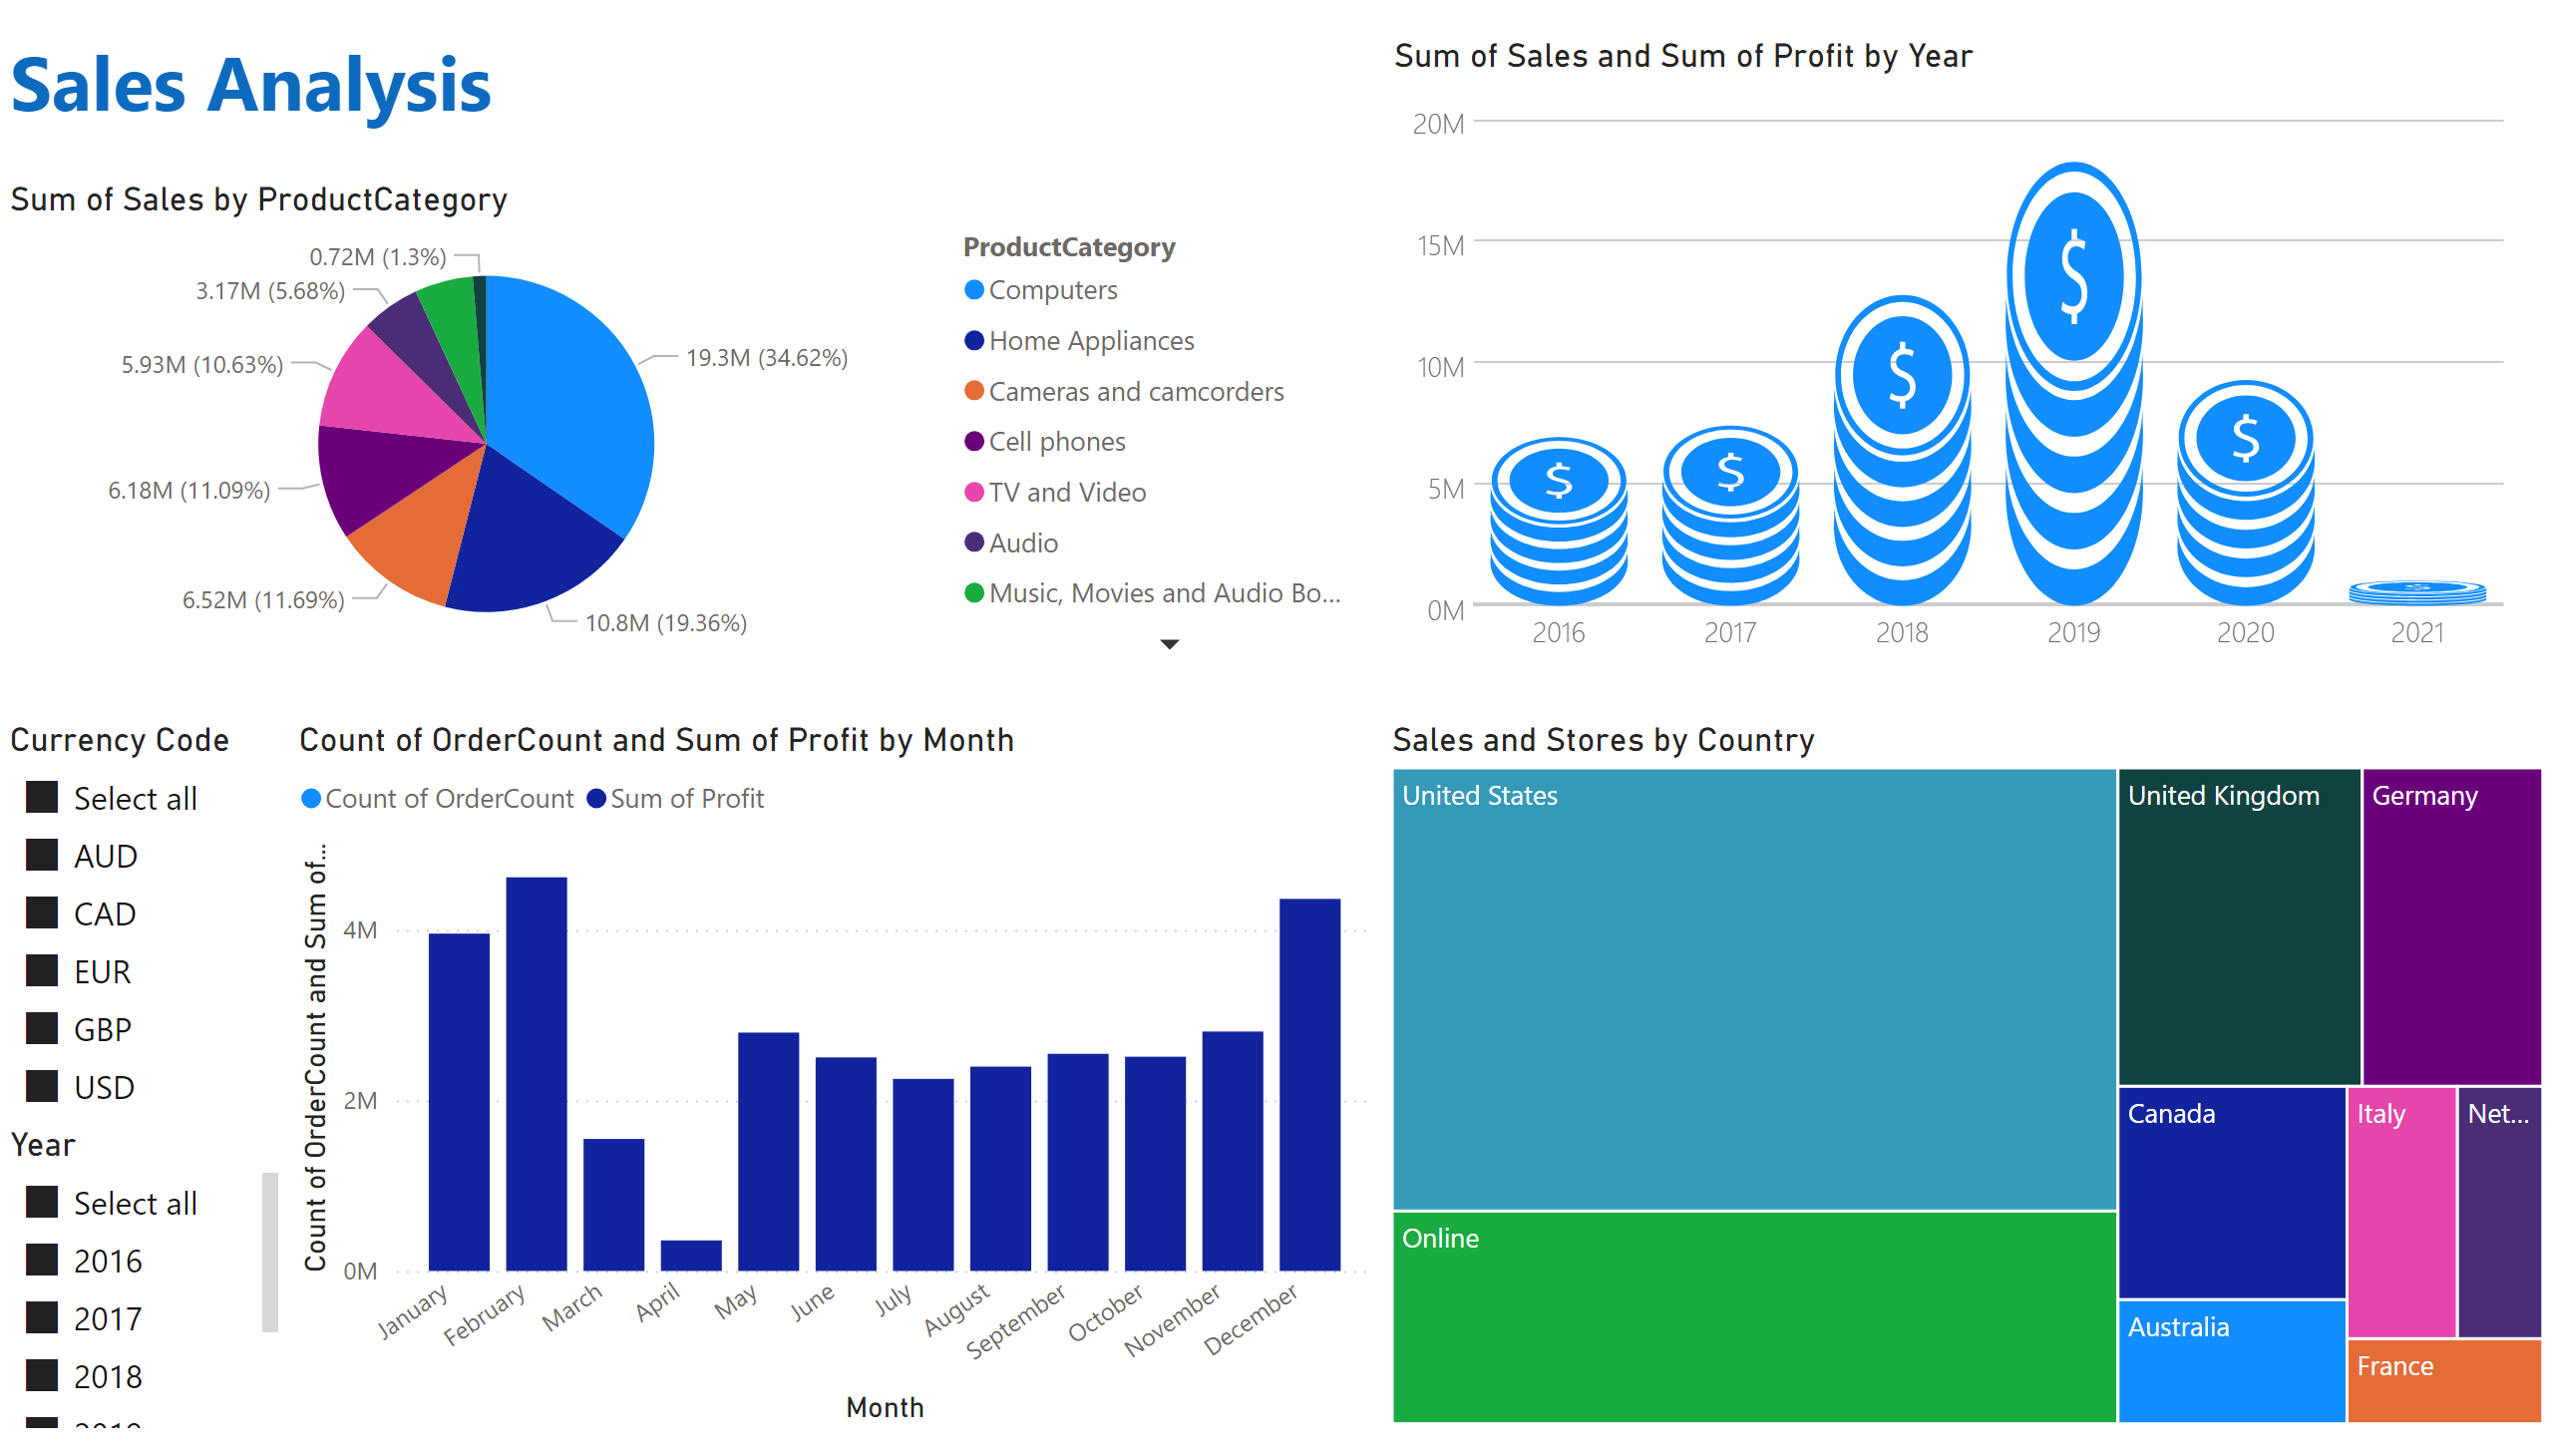 Sales Analysis
Sum of Sales by ProductCategory
0.72M (1.3%)
3.17M (5.68%)
5.93M (10.63%)
6.18M (11.09%)
6.52M (11.69%)
10.8M (19.36%)
19.3M (34.62%)
ProductCategory
Computers
Home Appliances
Cameras and camcorders
Cell phones
TV and Video
Audio
Music, Movies and Audio Bo...
Sum of Sales and Sum of Profit by Year
20M
15M
10M
5M
0M
$ $ $ $ $
2016 2017 2018 2019 2020 2021
Currency Code
Select all
AUD
CAD
EUR
GBP
USD
Year
Select all
2016
2017
2018
Count of OrderCount and Sum of Profit by Month
Count of OrderCount Sum of Profit
Count of OrderCount and Sum of...
4M
2M
0M
January February March April May June July August September October November December
Month
Sales and Stores by Country
United States
Online
United Kingdom
Germany
Canada
Italy
Net...
Australia
France